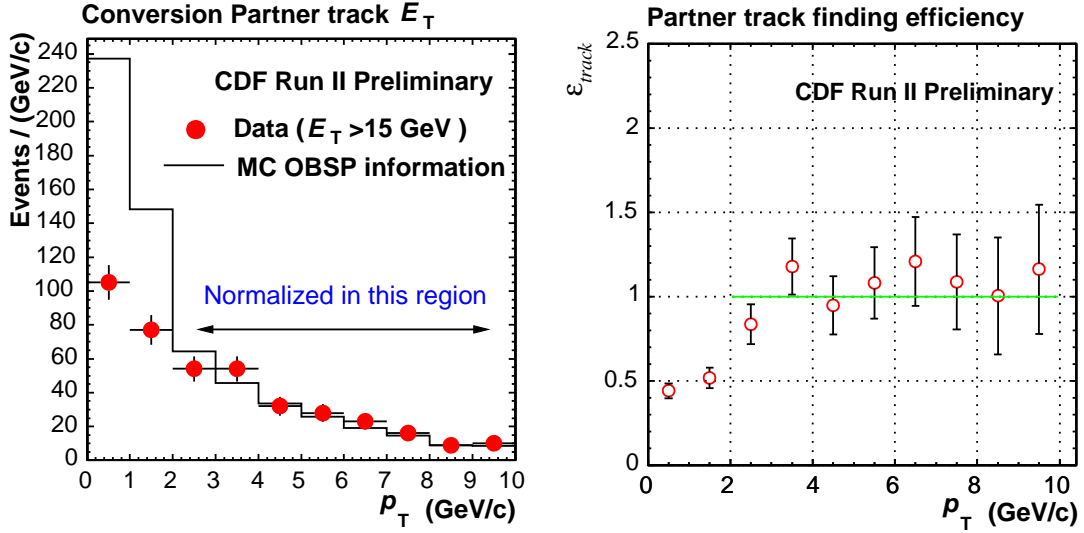 Conversion Partner track E_T
Events / (GeV/c)
240
220
200
180
160
140
120
100
80
60
40
20
0
CDF Run II Preliminary
Data ( E_T >15 GeV )
MC OBSP information
Normalized in this region
0 1 2 3 4 5 6 7 8 9 10
p_T (GeV/c)
Partner track finding efficiency
ε_track
2.5
2
1.5
1
0.5
0
CDF Run II Preliminary
0 2 4 6 8 10
p_T (GeV/c)